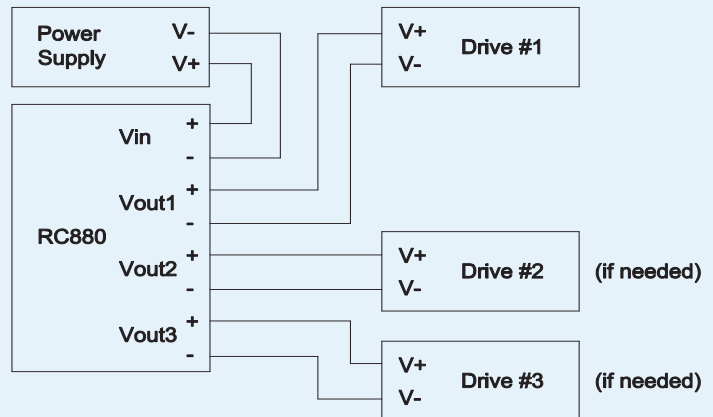 Power
Supply
V-
V+
V+
V-
Drive #1
RC880
Vin
+
-
Vout1
+
-
Vout2
+
-
Vout3
+
-
V+
V-
Drive #2
(if needed)
V+
V-
Drive #3
(if needed)